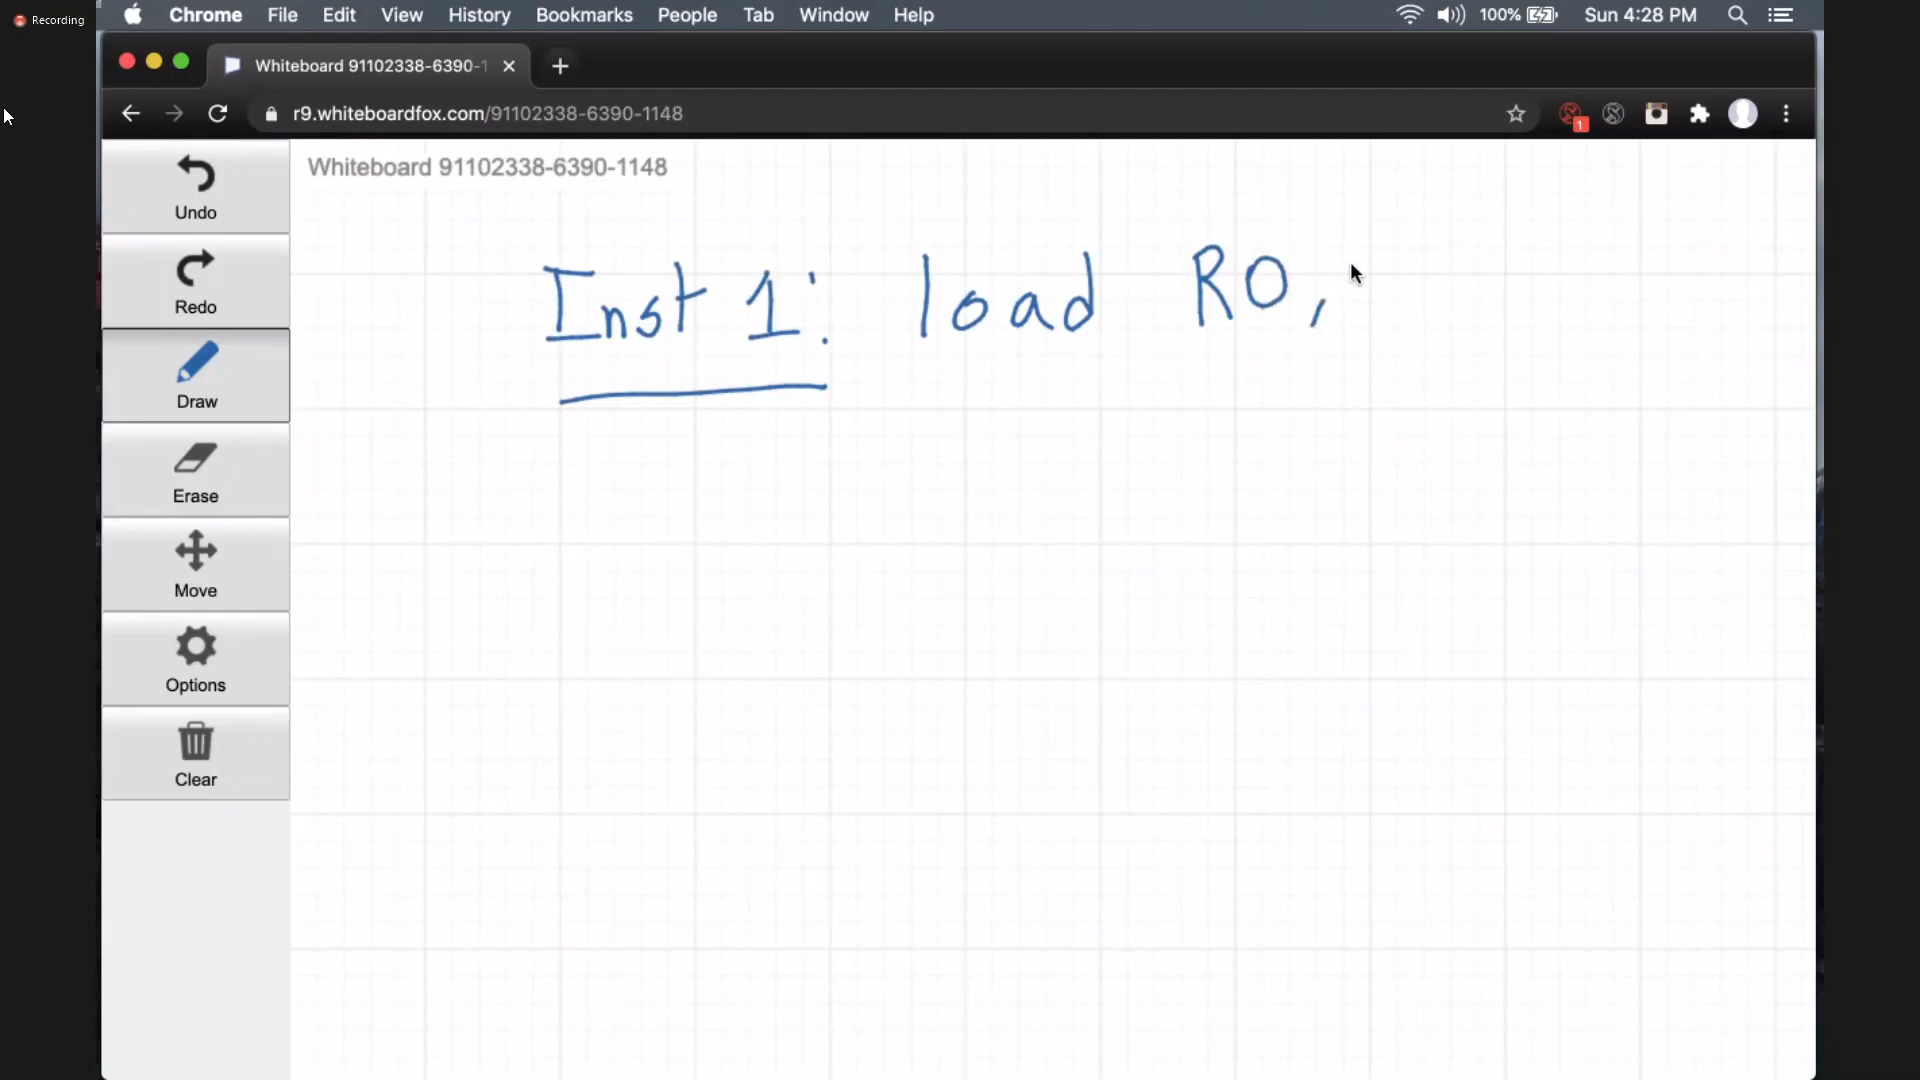 Recording
Chrome File Edit View History Bookmarks People Tab Window Help 100% Sun 4:28 PM
Whiteboard 91102338-6390-1
r9.whiteboardfox.com/91102338-6390-1148
1
Whiteboard 91102338-6390-1148
Undo
Redo
Draw
Erase
Move
Options
Clear
Inst 1: load R0,